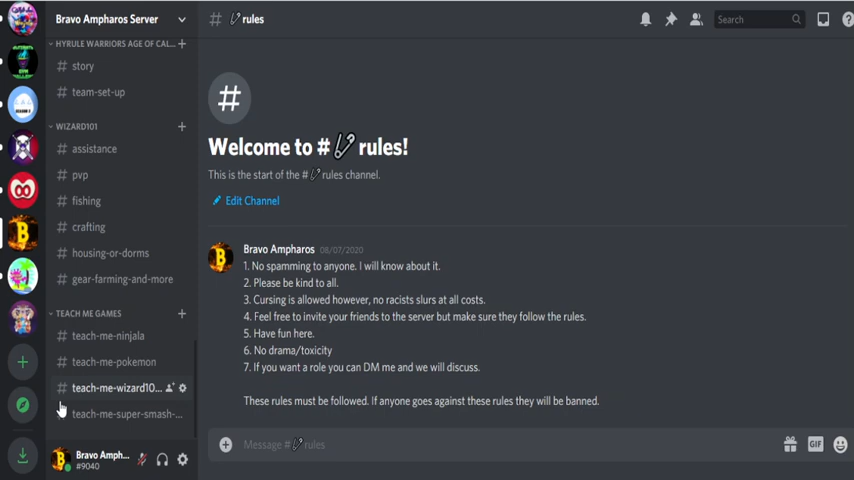 Bravo Ampharos Server
# rules
Search
HYRULE WARRIORS AGE OF CAL...
# story
# team-set-up
WIZARD101
# assistance
# pvp
# fishing
# crafting
# housing-or-dorms
# gear-farming-and-more
TEACH ME GAMES
# teach-me-ninjala
# teach-me-pokemon
# teach-me-wizard10...
teach-me-super-smash-...
Bravo Amph...
#9040
#
Welcome to # rules!
This is the start of the # rules channel.
Edit Channel
Bravo Ampharos 08/07/2020
1. No spamming to anyone. I will know about it.
2. Please be kind to all.
3. Cursing is allowed however, no racists slurs at all costs.
4. Feel free to invite your friends to the server but make sure they follow the rules.
5. Have fun here.
6. No drama/toxicity
7. If you want a role you can DM me and we will discuss.
These rules must be followed. If anyone goes against these rules they will be banned.
Message # rules
GIF